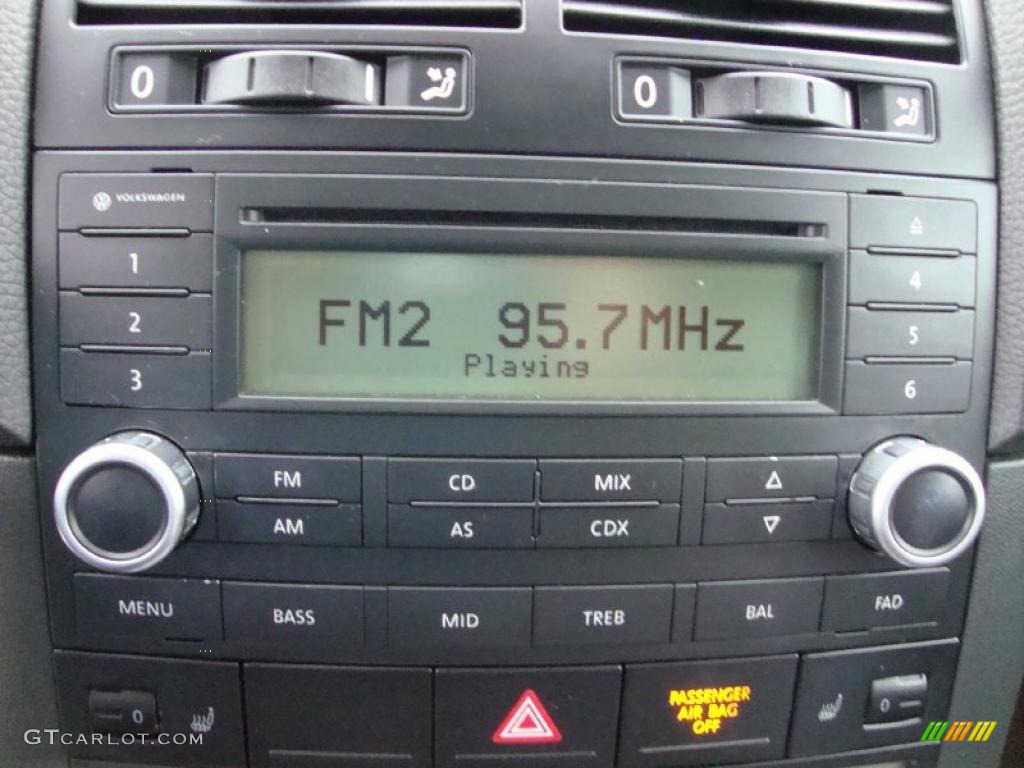 0 0
VOLKSWAGEN
1 4
2 5
3 6
FM2 95.7MHz
Playing
FM CD MIX
AM AS CDX
MENU BASS MID TREB BAL FAD
0 0
PASSENGER
AIR BAG
OFF
GTCARLOT.COM